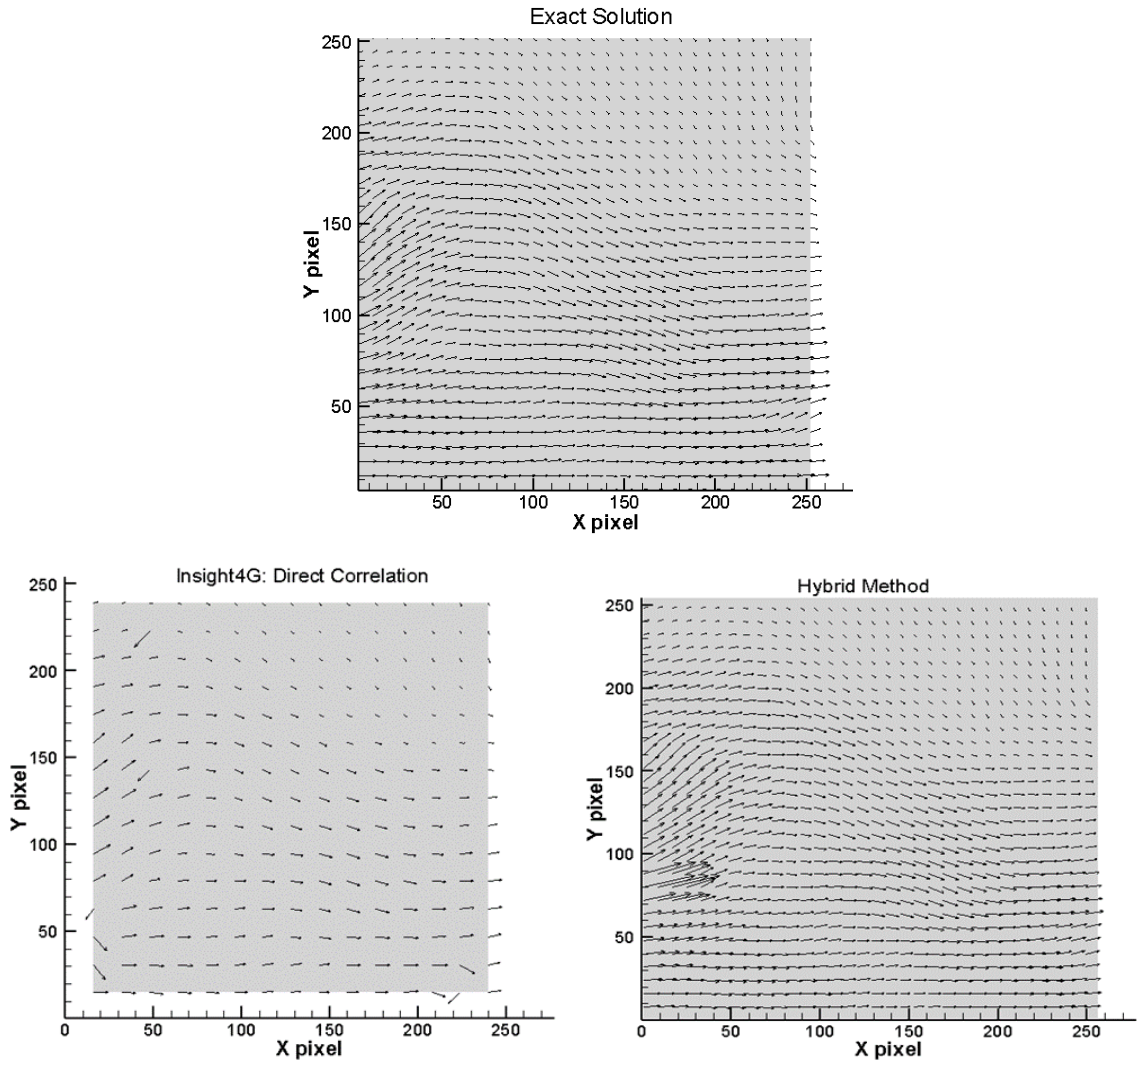 Exact Solution
250
200
150
100
50
Y pixel
50 100 150 200 250
X pixel
Insight4G: Direct Correlation
250
200
150
100
50
Y pixel
0 50 100 150 200 250
X pixel
Hybrid Method
250
200
150
100
50
Y pixel
0 50 100 150 200 250
X pixel